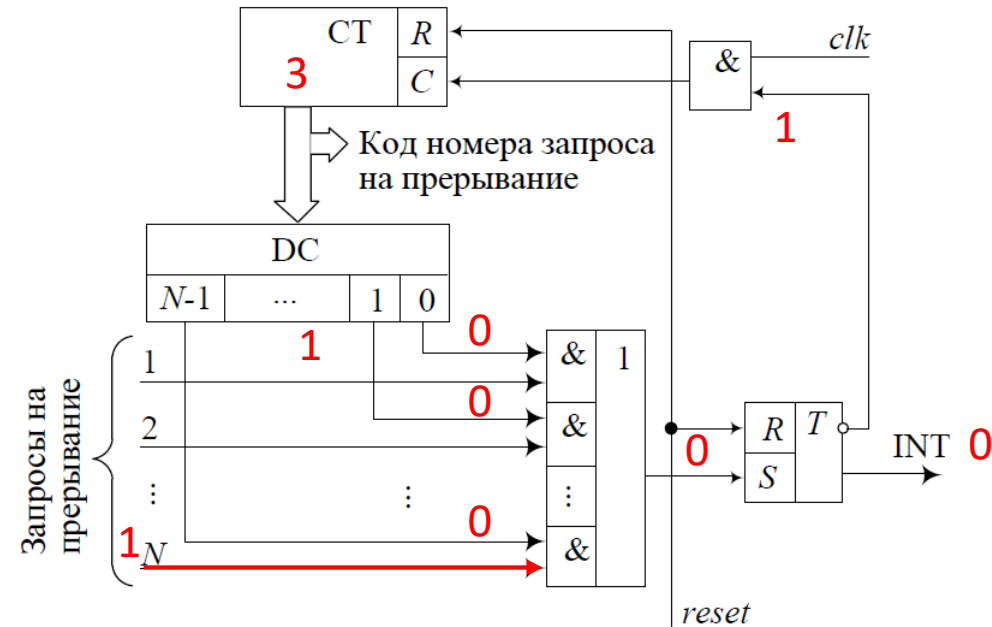 CT R
3
C
&
clk
1
Код номера запроса
на прерывание
DC
N-1 ... 1 0
1
0
1
& 1
0
2
&
Запросы на
прерывание
⋮
⋮
⋮
0
1
N
&
0
R T
S
INT 0
reset